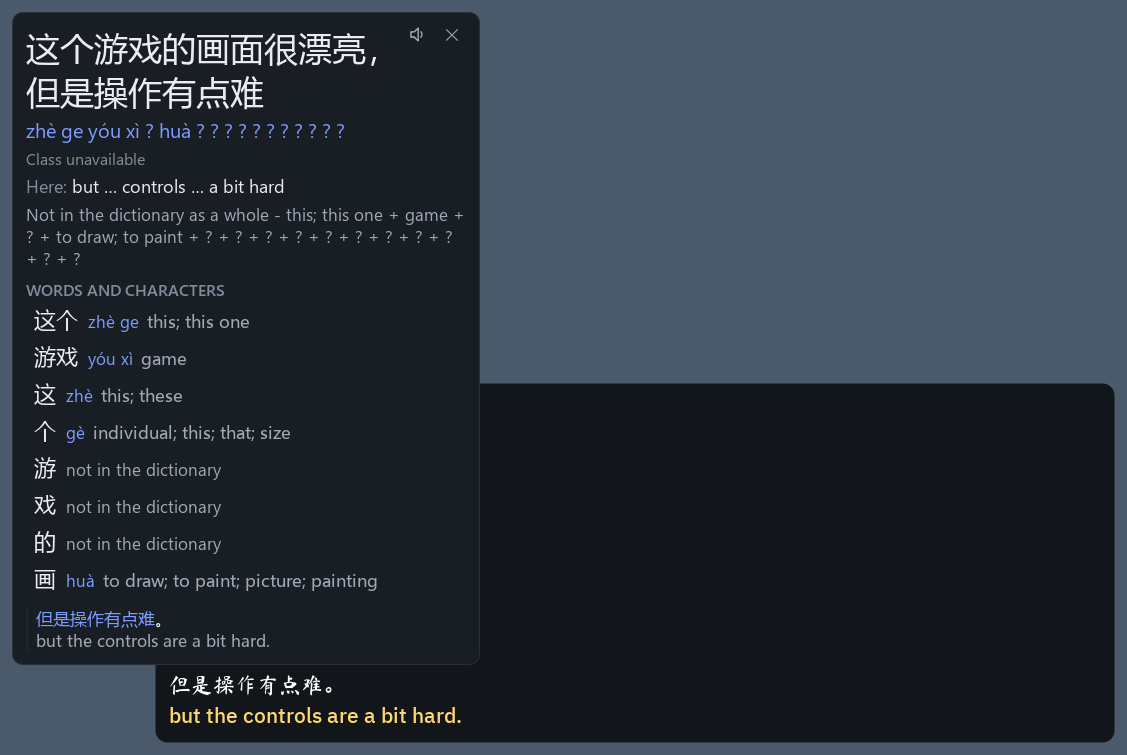 这个游戏的画面很漂亮，
但是操作有点难
zhè ge yóu xì ? huà ? ? ? ? ? ? ? ? ? ? ?
Class unavailable
Here: but ... controls ... a bit hard
Not in the dictionary as a whole - this; this one + game +
? + to draw; to paint + ? + ? + ? + ? + ? + ? + ? + ? + ?
+ ? + ?
WORDS AND CHARACTERS
这个 zhè ge this; this one
游戏 yóu xì game
这 zhè this; these
个 gè individual; this; that; size
游 not in the dictionary
戏 not in the dictionary
的 not in the dictionary
画 huà to draw; to paint; picture; painting
但是操作有点难。
but the controls are a bit hard.
但是操作有点难。
but the controls are a bit hard.